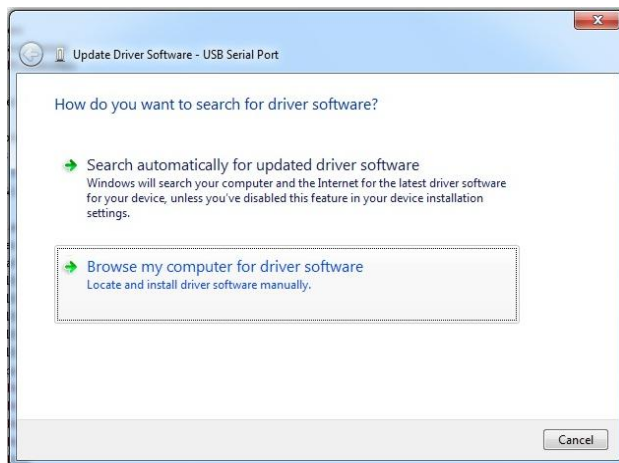 Update Driver Software - USB Serial Port
How do you want to search for driver software?
Search automatically for updated driver software
Windows will search your computer and the Internet for the latest driver software
for your device, unless you've disabled this feature in your device installation
settings.
Browse my computer for driver software
Locate and install driver software manually.
Cancel